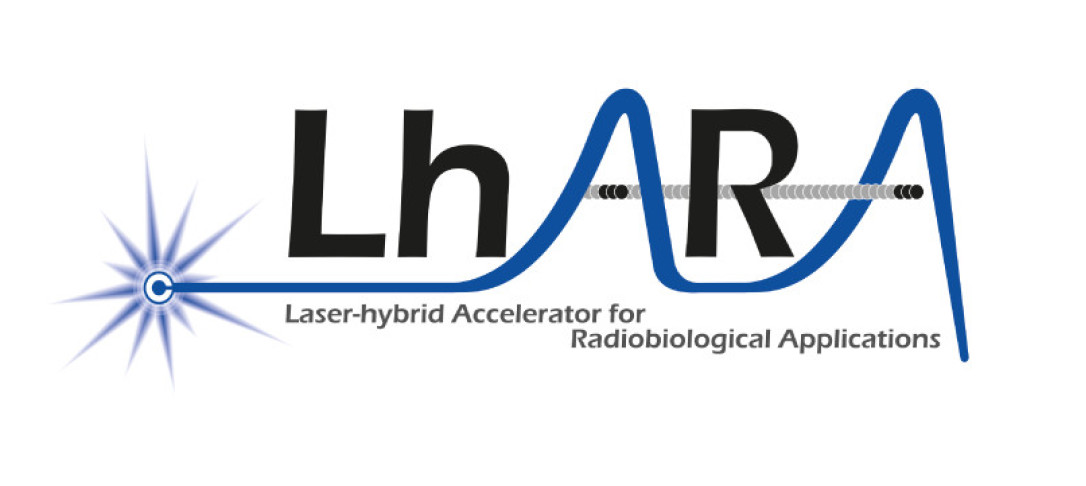 LhARA
Laser-hybrid Accelerator for
Radiobiological Applications